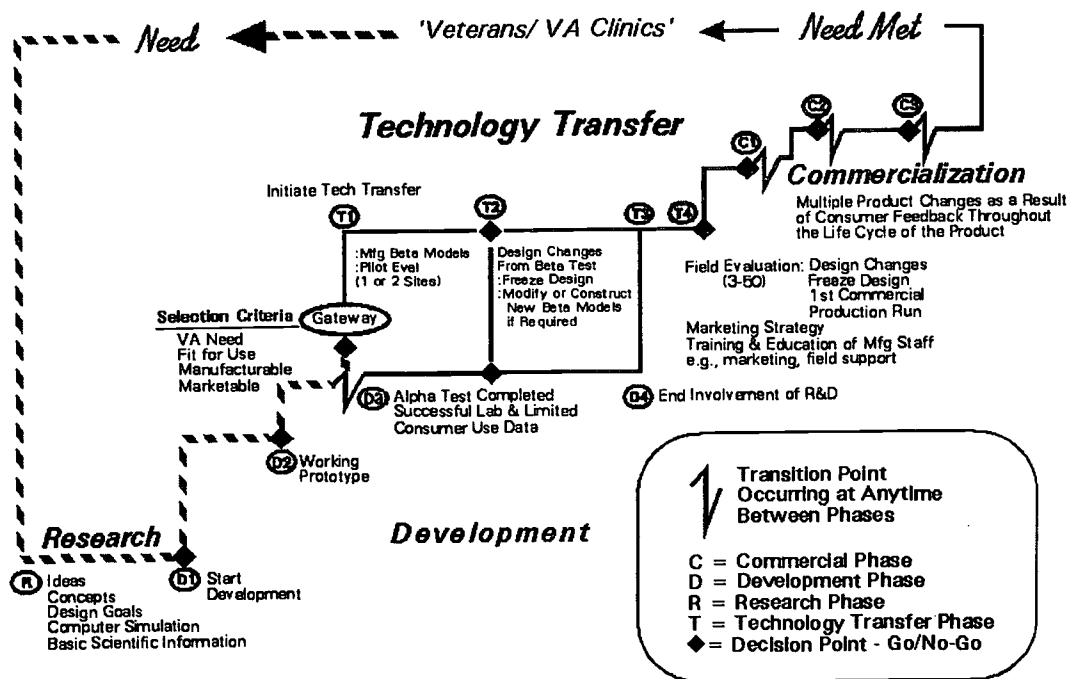 Need
'Veterans/ VA Clinics'
Need Met
Technology Transfer
C1
C2
C3
Commercialization
Multiple Product Changes as a Result
of Consumer Feedback Throughout
the Life Cycle of the Product
Initiate Tech Transfer
T1
T2
T3
T4
:Mfg Beta Models
:Pilot Eval
(1 or 2 Sites)
Design Changes
From Beta Test
:Freeze Design
:Modify or Construct
New Beta Models
if Required
Field Evaluation: Design Changes
(3-50) Freeze Design
1st Commercial
Production Run
Marketing Strategy
Training & Education of Mfg Staff
e.g., marketing, field support
Selection Criteria
Gateway
VA Need
Fit for Use
Manufacturable
Marketable
D3
Alpha Test Completed
Successful Lab & Limited
Consumer Use Data
D4 End Involvement of R&D
D2 Working
Prototype
Research
Development
R Ideas
Concepts
Design Goals
Computer Simulation
Basic Scientific Information
D1 Start
Development
Transition Point
Occurring at Anytime
Between Phases
C = Commercial Phase
D = Development Phase
R = Research Phase
T = Technology Transfer Phase
◆= Decision Point - Go/No-Go